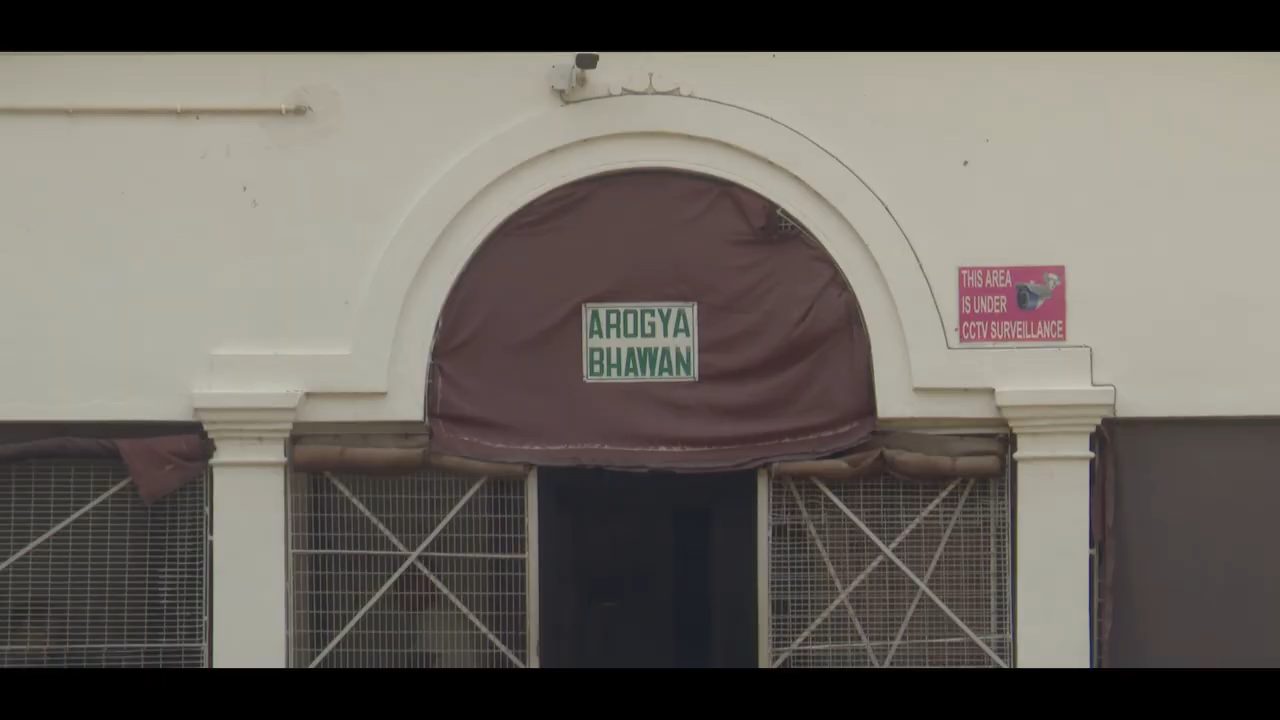 AROGYA
BHAWAN
THIS AREA
IS UNDER
CCTV SURVEILLANCE